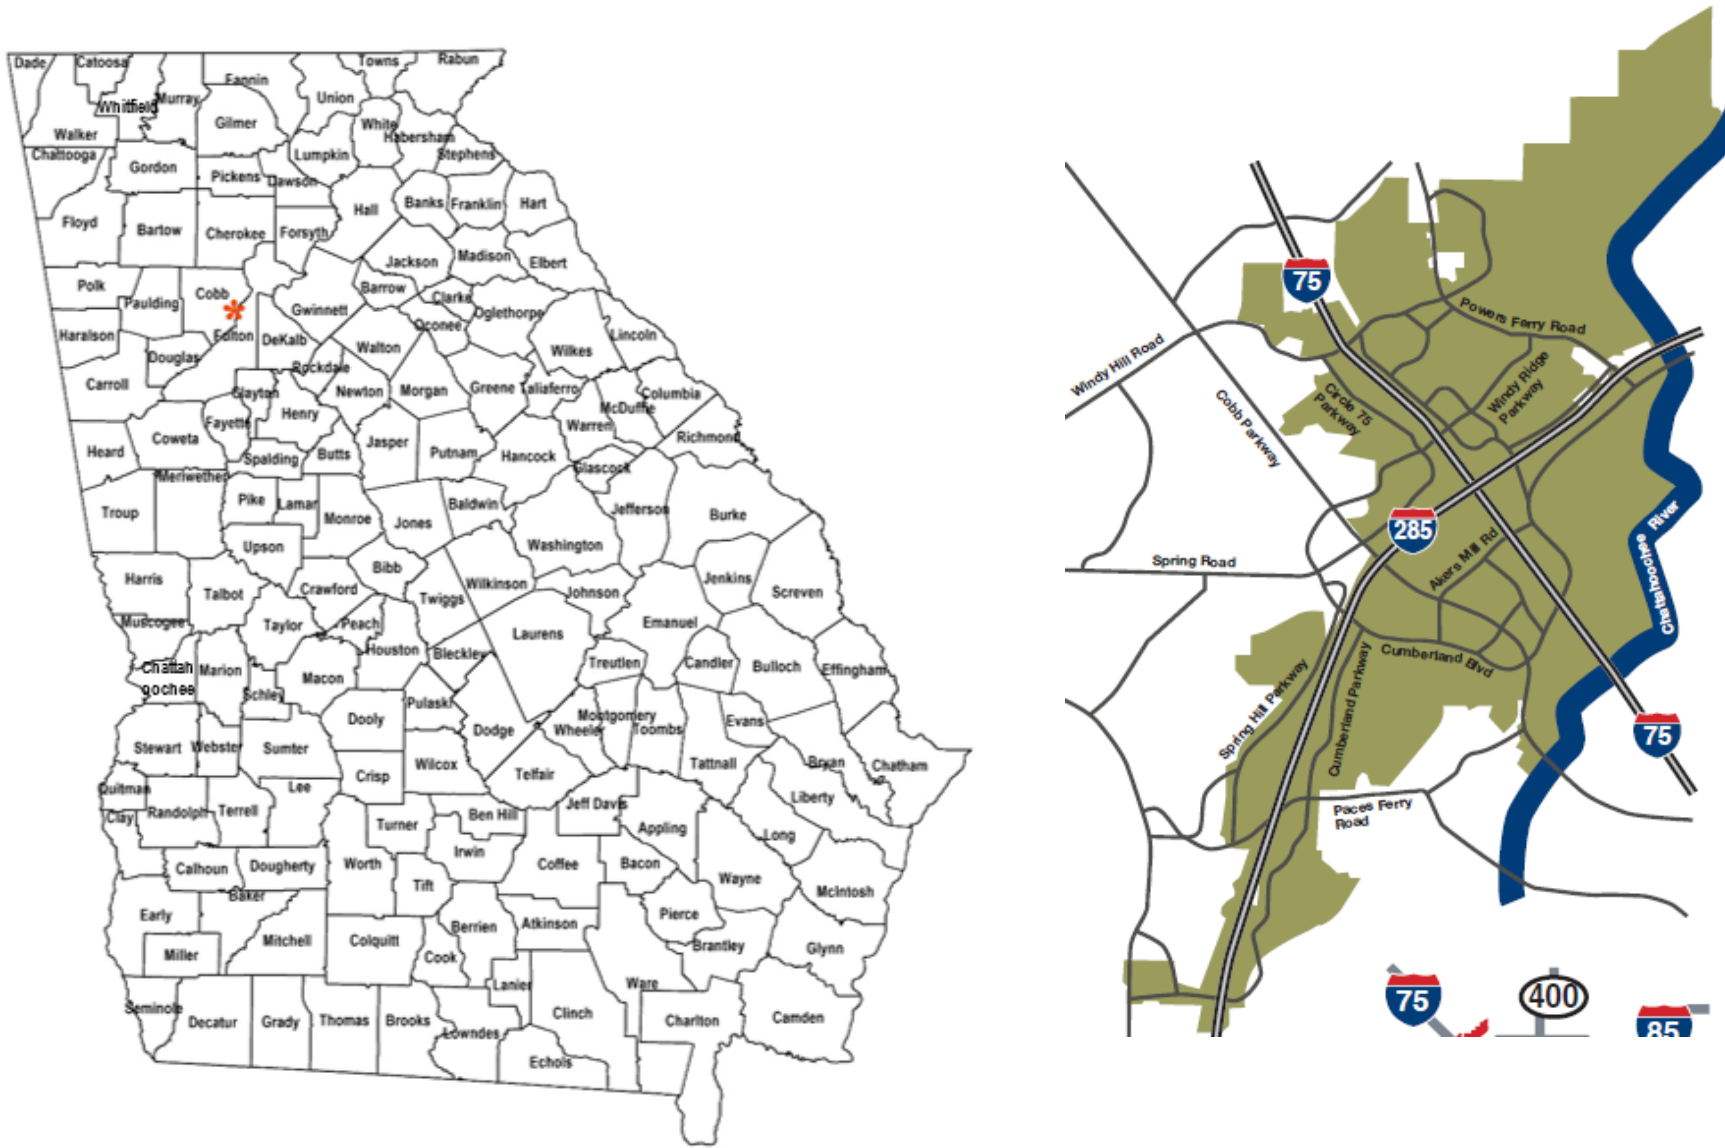 Dade
Catoosa
Fannin
Towns
Rabun
Whitfield
Murray
Union
Gilmer
White
Habersham
Walker
Lumpkin
Stephens
Chattooga
Gordon
Pickens
Dawson
Floyd
Bartow
Cherokee
Forsyth
Hall
Banks
Franklin
Hart
Jackson
Madison
Elbert
Polk
Paulding
Cobb
*
Gwinnett
Barrow
Clarke
Oconee
Oglethorpe
Haralson
Douglas
Fulton
DeKalb
Walton
Wilkes
Lincoln
Carroll
Rockdale
Clayton
Newton
Morgan
Greene
Taliaferro
Columbia
McDuffie
Fayette
Henry
Warren
Heard
Coweta
Spalding
Butts
Jasper
Putnam
Hancock
Richmond
Glascock
Meriwether
Troup
Pike
Lamar
Monroe
Jones
Baldwin
Jefferson
Burke
Upson
Washington
Harris
Talbot
Crawford
Bibb
Twiggs
Wilkinson
Johnson
Jenkins
Screven
Muscogee
Taylor
Peach
Houston
Bleckley
Laurens
Emanuel
Chattah
oochee
Marion
Schley
Macon
Treutlen
Candler
Bulloch
Effingham
Dooly
Pulaski
Dodge
Wheeler
Montgomery
Toombs
Evans
Stewart
Webster
Sumter
Crisp
Wilcox
Telfair
Tattnall
Bryan
Chatham
Quitman
Clay
Randolph
Terrell
Lee
Turner
Ben Hill
Jeff Davis
Appling
Liberty
Long
Calhoun
Dougherty
Worth
Irwin
Tift
Coffee
Bacon
Wayne
McIntosh
Early
Baker
Miller
Mitchell
Colquitt
Berrien
Cook
Atkinson
Pierce
Brantley
Glynn
Seminole
Decatur
Grady
Thomas
Brooks
Lanier
Lowndes
Clinch
Echols
Ware
Charlton
Camden
75
Powers Ferry Road
Windy Hill Road
Cobb Parkway
Circle 75
Parkway
Windy Ridge
Parkway
285
Spring Road
Akers Mill Rd
Chattahoochee River
Cumberland Blvd
Spring Hill Parkway
Cumberland Parkway
75
Paces Ferry
Road
75
400
85